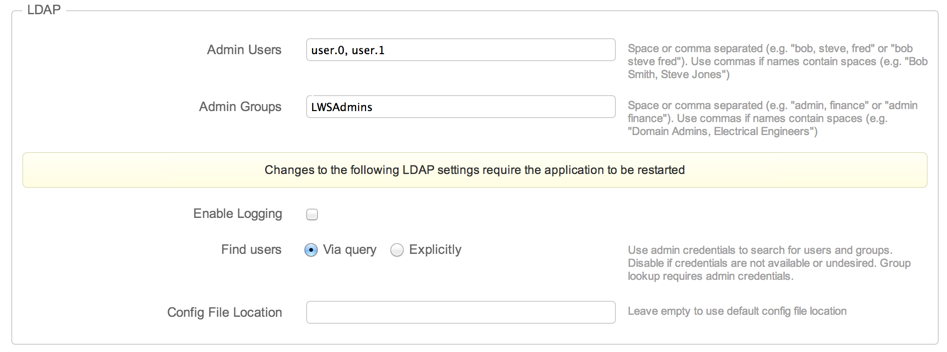 LDAP
Admin Users
user.0, user.1
Space or comma separated (e.g. "bob, steve, fred" or "bob
steve fred"). Use commas if names contain spaces (e.g. "Bob
Smith, Steve Jones")
Admin Groups
LWSAdmins
Space or comma separated (e.g. "admin, finance" or "admin
finance"). Use commas if names contain spaces (e.g.
"Domain Admins, Electrical Engineers")
Changes to the following LDAP settings require the application to be restarted
Enable Logging
Find users
Via query
Explicitly
Use admin credentials to search for users and groups.
Disable if credentials are not available or undesired. Group
lookup requires admin credentials.
Config File Location
Leave empty to use default config file location